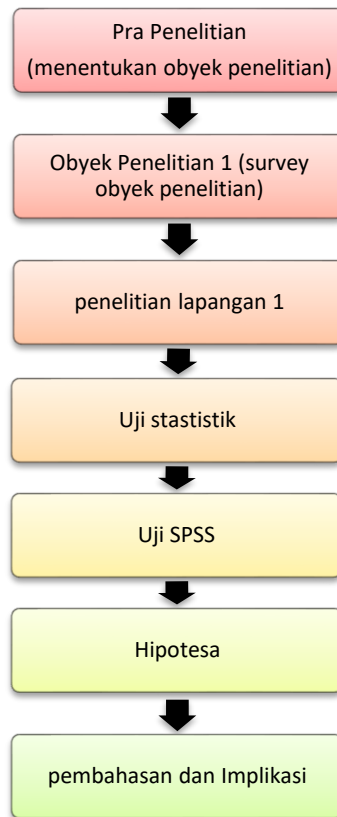 Pra Penelitian
(menentukan obyek penelitian)
Obyek Penelitian 1 (survey
obyek penelitian)
penelitian lapangan 1
Uji stastistik
Uji SPSS
Hipotesa
pembahasan dan Implikasi